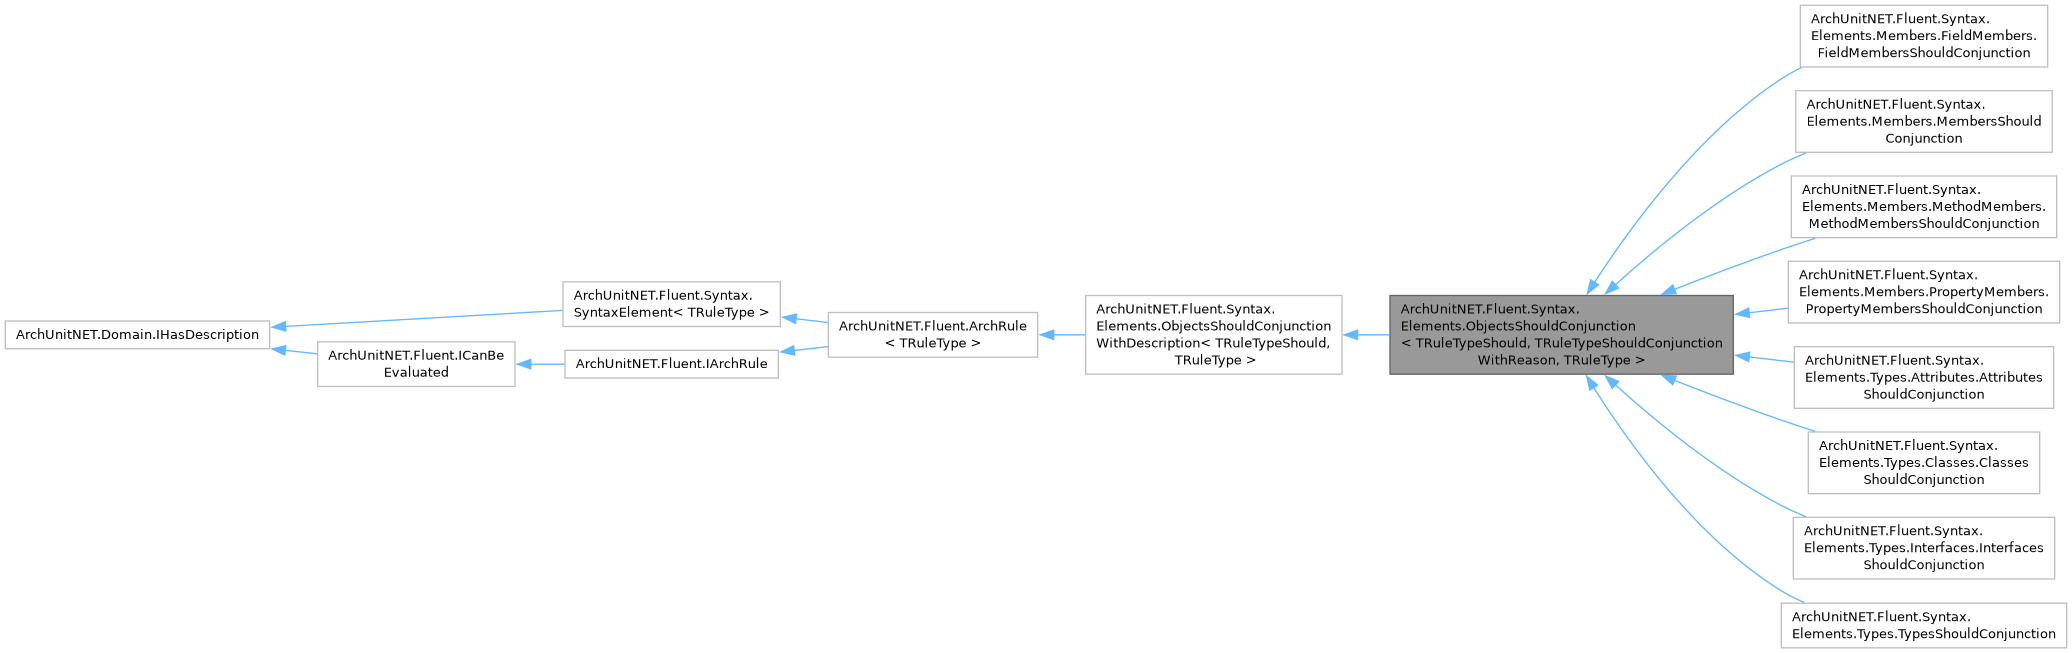 ArchUnitNET.Domain.IHasDescription
ArchUnitNET.Fluent.Syntax.
SyntaxElement< TRuleType >
ArchUnitNET.Fluent.ICanBe
Evaluated
ArchUnitNET.Fluent.IArchRule
ArchUnitNET.Fluent.ArchRule
< TRuleType >
ArchUnitNET.Fluent.Syntax.
Elements.ObjectsShouldConjunction
WithDescription< TRuleTypeShould,
TRuleType >
ArchUnitNET.Fluent.Syntax.
Elements.ObjectsShouldConjunction
< TRuleTypeShould, TRuleTypeShouldConjunction
WithReason, TRuleType >
ArchUnitNET.Fluent.Syntax.
Elements.Members.FieldMembers.
FieldMembersShouldConjunction
ArchUnitNET.Fluent.Syntax.
Elements.Members.MembersShould
Conjunction
ArchUnitNET.Fluent.Syntax.
Elements.Members.MethodMembers.
MethodMembersShouldConjunction
ArchUnitNET.Fluent.Syntax.
Elements.Members.PropertyMembers.
PropertyMembersShouldConjunction
ArchUnitNET.Fluent.Syntax.
Elements.Types.Attributes.Attributes
ShouldConjunction
ArchUnitNET.Fluent.Syntax.
Elements.Types.Classes.Classes
ShouldConjunction
ArchUnitNET.Fluent.Syntax.
Elements.Types.Interfaces.Interfaces
ShouldConjunction
ArchUnitNET.Fluent.Syntax.
Elements.Types.TypesShouldConjunction